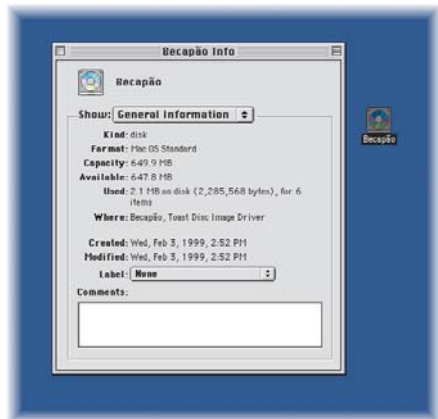 Becapão Info
Becapão
Show: General Information
Kind: disk
Format: Mac OS Standard
Capacity: 649.9 MB
Available: 647.8 MB
Used: 2.1 MB on disk (2,285,568 bytes), for 6
items
Where: Becapão, Toast Disc Image Driver
Created: Wed, Feb 3, 1999, 2:52 PM
Modified: Wed, Feb 3, 1999, 2:52 PM
Label: None
Comments:
Becapão